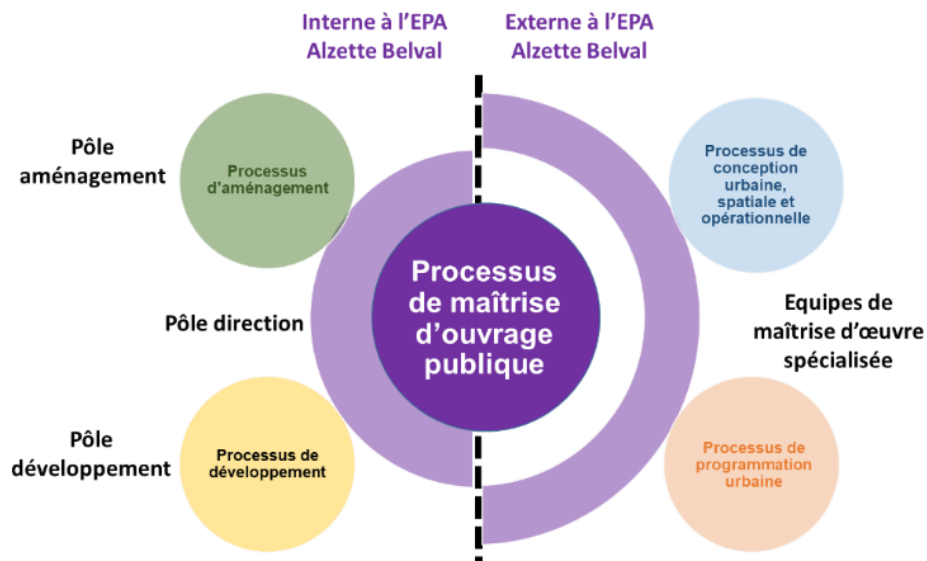 Interne à l'EPA
Alzette Belval
Externe à l'EPA
Alzette Belval
Pôle
aménagement
Processus
d'aménagement
Processus de
conception
urbaine,
spatiale et
opérationnelle
Pôle direction
Processus
de maîtrise
d'ouvrage
publique
Equipes de
maîtrise d'œuvre
spécialisée
Pôle
développement
Processus de
développement
Processus de
programmation
urbaine